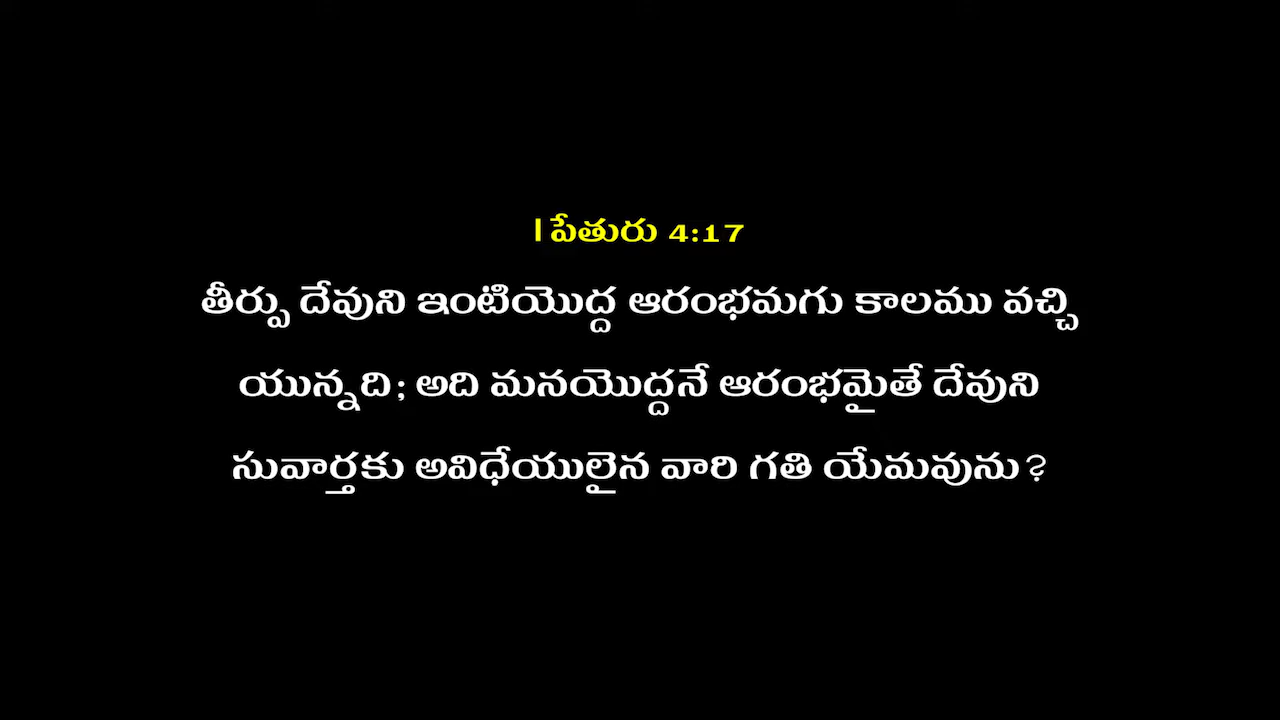 I పేతురు 4:17
తీర్పు దేవుని ఇంటియొద్ద ఆరంభమగు కాలము వచ్చి
యున్నది; అది మనయొద్దనే ఆరంభమైతే దేవుని
సువార్తకు అవిధేయులైన వారి గతి యేమవును?